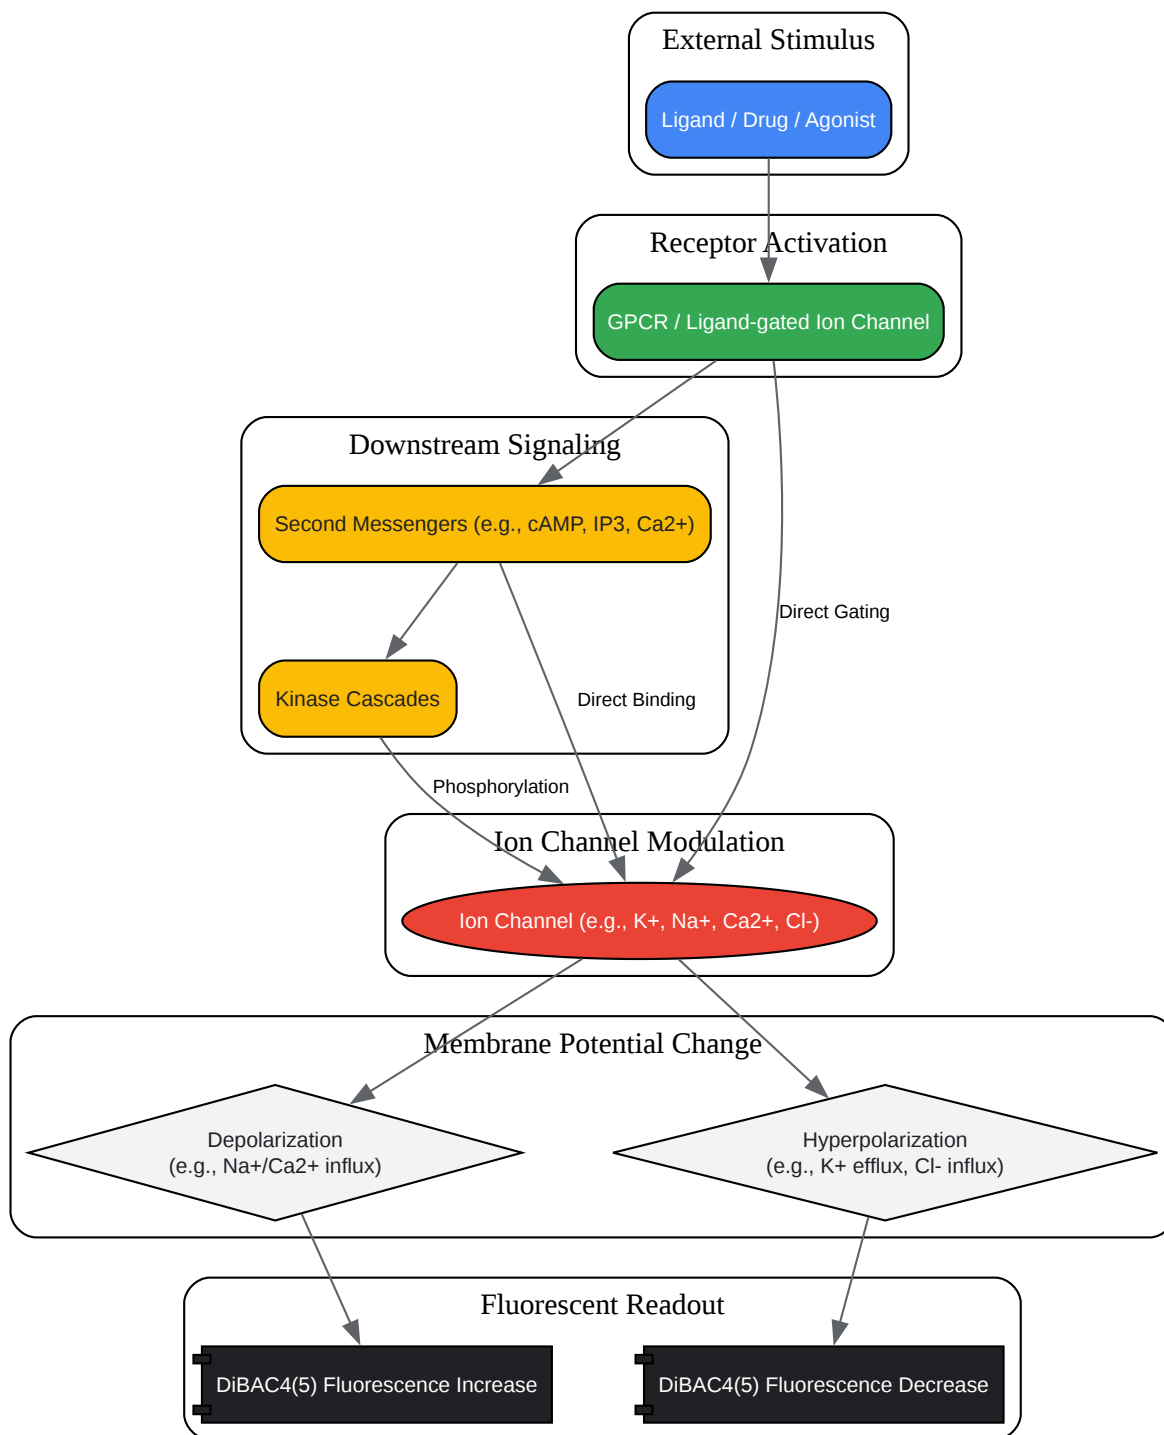 External Stimulus
Ligand / Drug / Agonist
Receptor Activation
GPCR / Ligand-gated Ion Channel
Downstream Signaling
Second Messengers (e.g., cAMP, IP3, Ca2+)
Direct Gating
Kinase Cascades
Direct Binding
Phosphorylation
Ion Channel Modulation
Ion Channel (e.g., K+, Na+, Ca2+, Cl-)
Membrane Potential Change
Depolarization
(e.g., Na+/Ca2+ influx)
Hyperpolarization
(e.g., K+ efflux, Cl- influx)
Fluorescent Readout
DiBAC4(5) Fluorescence Increase
DiBAC4(5) Fluorescence Decrease